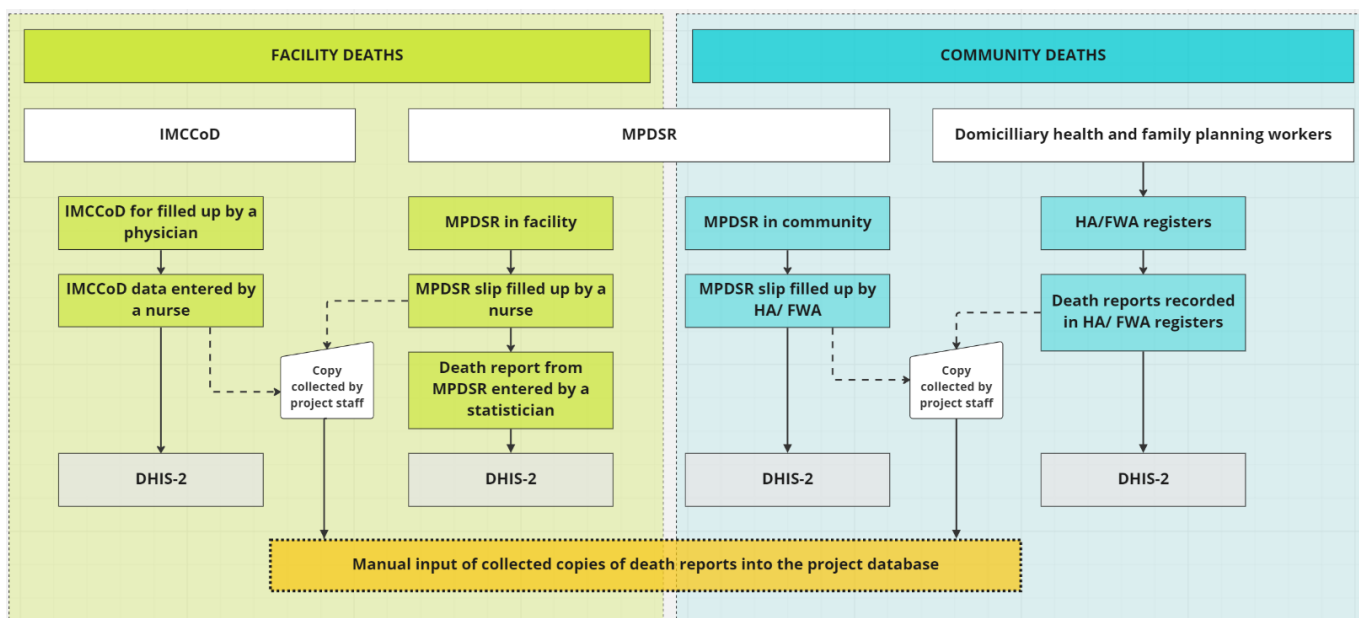 FACILITY DEATHS
COMMUNITY DEATHS
IMCCoD
MPDSR
Domicilliary health and family planning workers
IMCCoD for filled up by a
physician
MPDSR in facility
MPDSR in community
HA/FWA registers
IMCCoD data entered by
a nurse
MPDSR slip filled up by a
nurse
MPDSR slip filled up by
HA/ FWA
Death reports recorded
in HA/ FWA registers
Copy
collected by
project staff
Death report from
MPDSR entered by a
statistician
Copy
collected by
project staff
DHIS-2
DHIS-2
DHIS-2
DHIS-2
Manual input of collected copies of death reports into the project database